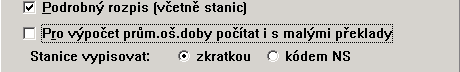 Podrobný rozpis (včetně stanic)
Pro výpočet prům.oš.doby počítat i s malými překlady
Stanice vypisovat: zkratkou kódem NS